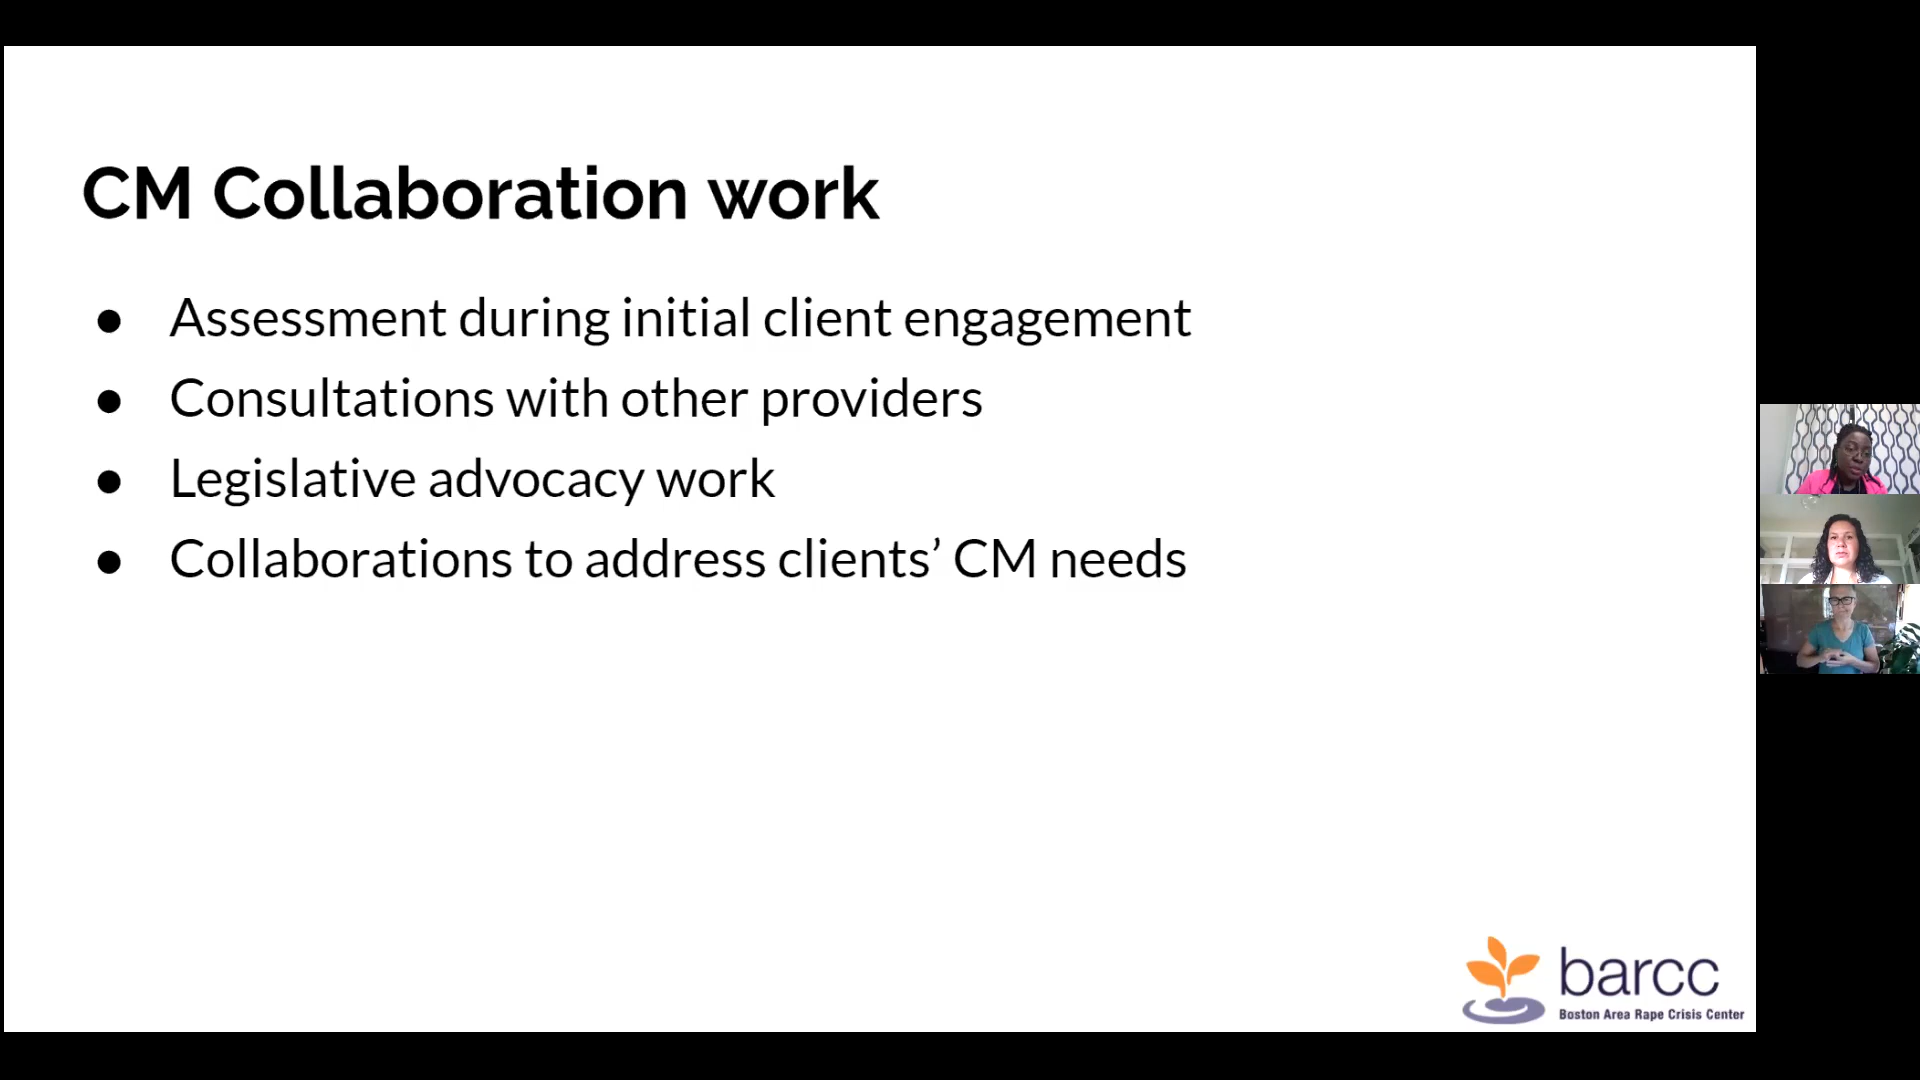 CM Collaboration work
● Assessment during initial client engagement
● Consultations with other providers
● Legislative advocacy work
● Collaborations to address clients’ CM needs
barcc
Boston Area Rape Crisis Center